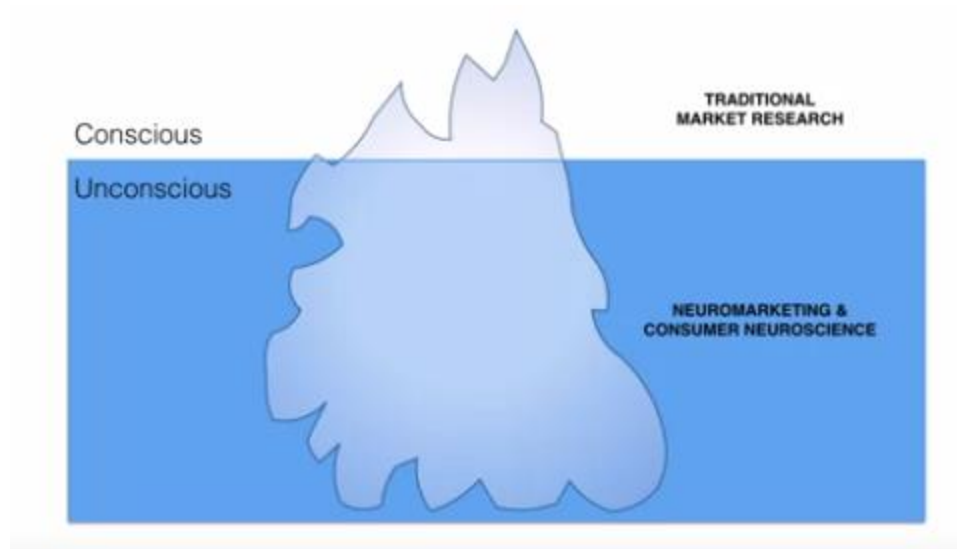 Conscious
TRADITIONAL
MARKET RESEARCH
Unconscious
NEUROMARKETING &
CONSUMER NEUROSCIENCE